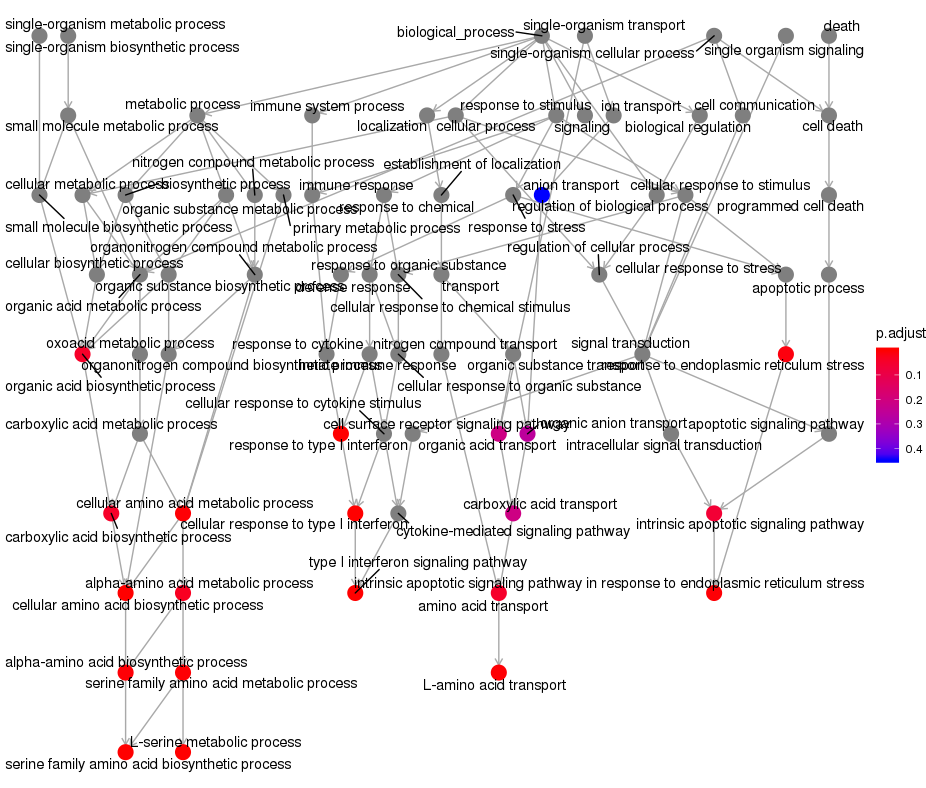 single-organism metabolic process
single-organism transport
death
biological_process
single-organism biosynthetic process
single-organism cellular process
single organism signaling
metabolic process
immune system process
response to stimulus
ion transport
cell communication
small molecule metabolic process
localization
cellular process
signaling
biological regulation
cell death
nitrogen compound metabolic process
establishment of localization
cellular metabolic process
biosynthetic process
immune response
anion transport
cellular response to stimulus
organic substance metabolic process
response to chemical
regulation of biological process
programmed cell death
small molecule biosynthetic process
primary metabolic process
response to stress
organonitrogen compound metabolic process
regulation of cellular process
cellular biosynthetic process
response to organic substance
cellular response to stress
organic substance biosynthetic process
defense response
transport
apoptotic process
organic acid metabolic process
cellular response to chemical stimulus
p.adjust
oxoacid metabolic process
response to cytokine
nitrogen compound transport
signal transduction
organonitrogen compound biosynthetic process
innate immune response
organic substance transport
response to endoplasmic reticulum stress
0.1
organic acid biosynthetic process
cellular response to organic substance
0.2
cellular response to cytokine stimulus
0.3
carboxylic acid metabolic process
cell surface receptor signaling pathway
organic anion transport
apoptotic signaling pathway
response to type I interferon
organic acid transport
intracellular signal transduction
0.4
cellular amino acid metabolic process
carboxylic acid transport
cellular response to type I interferon
intrinsic apoptotic signaling pathway
carboxylic acid biosynthetic process
cytokine-mediated signaling pathway
type I interferon signaling pathway
alpha-amino acid metabolic process
intrinsic apoptotic signaling pathway in response to endoplasmic reticulum stress
cellular amino acid biosynthetic process
amino acid transport
alpha-amino acid biosynthetic process
serine family amino acid metabolic process
L-amino acid transport
L-serine metabolic process
serine family amino acid biosynthetic process